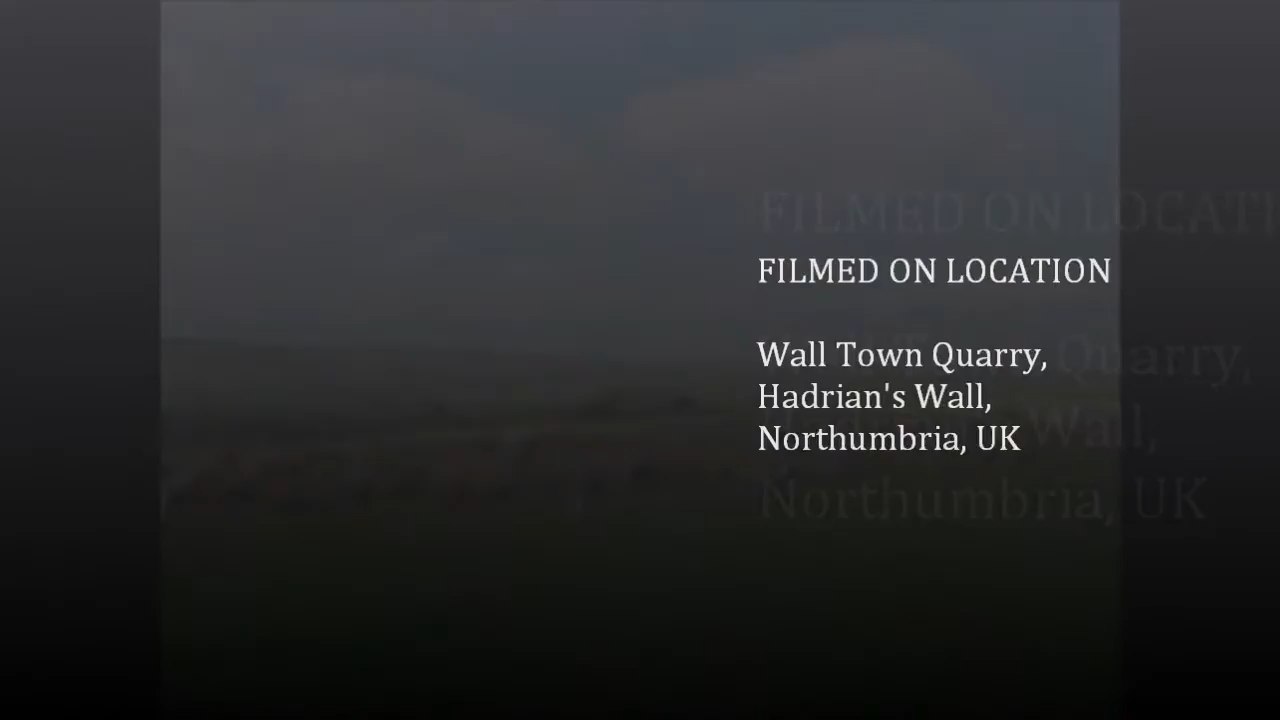 FILMED ON LOCATION
Wall Town Quarry,
Hadrian's Wall,
Northumbria, UK